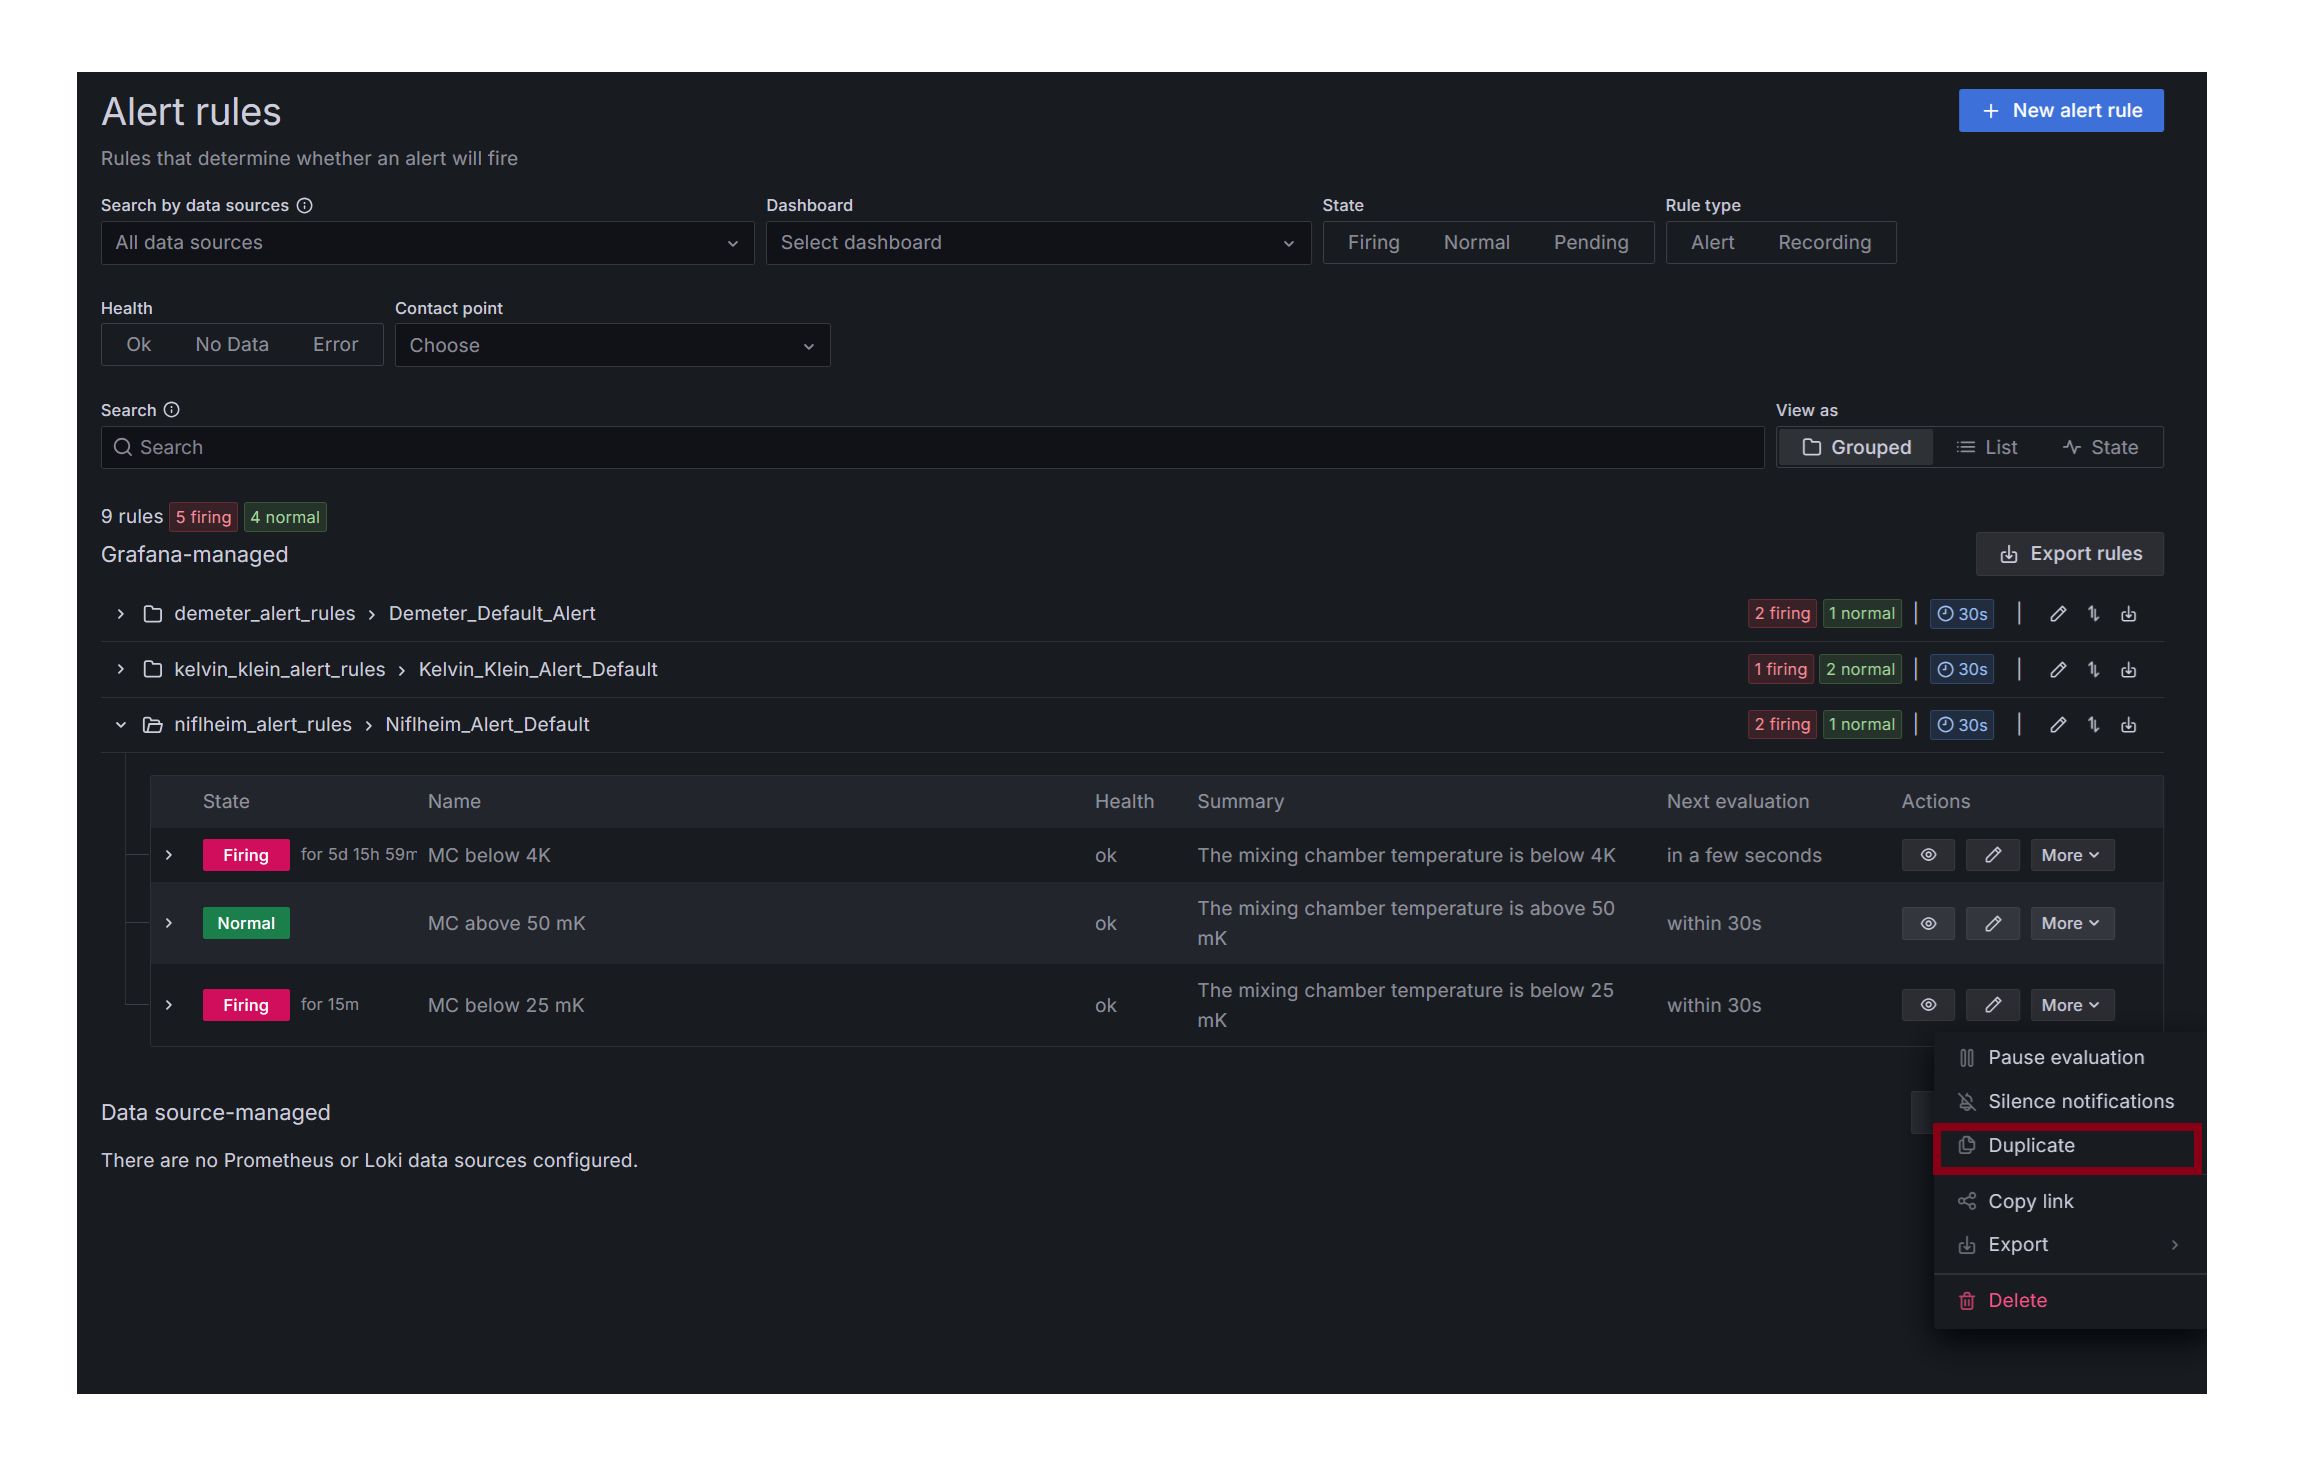 Alert rules
New alert rule
Rules that determine whether an alert will fire
Search by data sources Dashboard State Rule type
All data sources Select dashboard Firing Normal Pending Alert Recording
Health Contact point
Ok No Data Error Choose
Search View as
Search Grouped List State
9 rules 5 firing 4 normal
Grafana-managed Export rules
demeter_alert_rules > Demeter_Default_Alert 2 firing 1 normal | 30s |
kelvin_klein_alert_rules > Kelvin_Klein_Alert_Default 1 firing 2 normal | 30s |
niflheim_alert_rules > Niflheim_Alert_Default 2 firing 1 normal | 30s |
State Name Health Summary Next evaluation Actions
Firing for 5d 15h 59m MC below 4K ok The mixing chamber temperature is below 4K in a few seconds More
Normal MC above 50 mK ok The mixing chamber temperature is above 50 mK within 30s More
Firing for 15m MC below 25 mK ok The mixing chamber temperature is below 25 mK within 30s More
Pause evaluation
Silence notifications
Duplicate
Copy link
Export
Delete
Data source-managed
There are no Prometheus or Loki data sources configured.